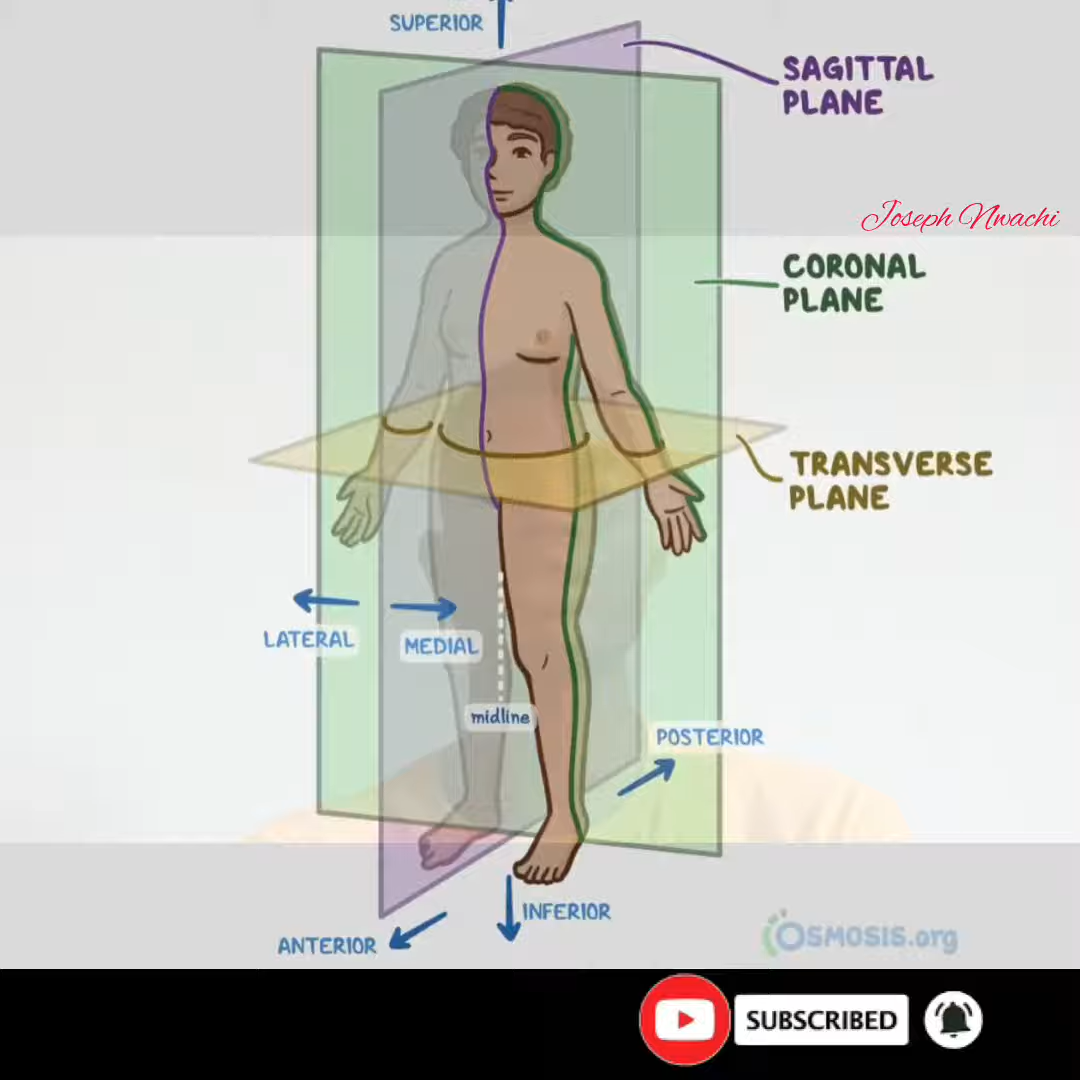 SUPERIOR
SAGITTAL
PLANE
Joseph Nwachi
CORONAL
PLANE
TRANSVERSE
PLANE
LATERAL
MEDIAL
midline
POSTERIOR
INFERIOR
ANTERIOR
OSMOSIS.org
SUBSCRIBED